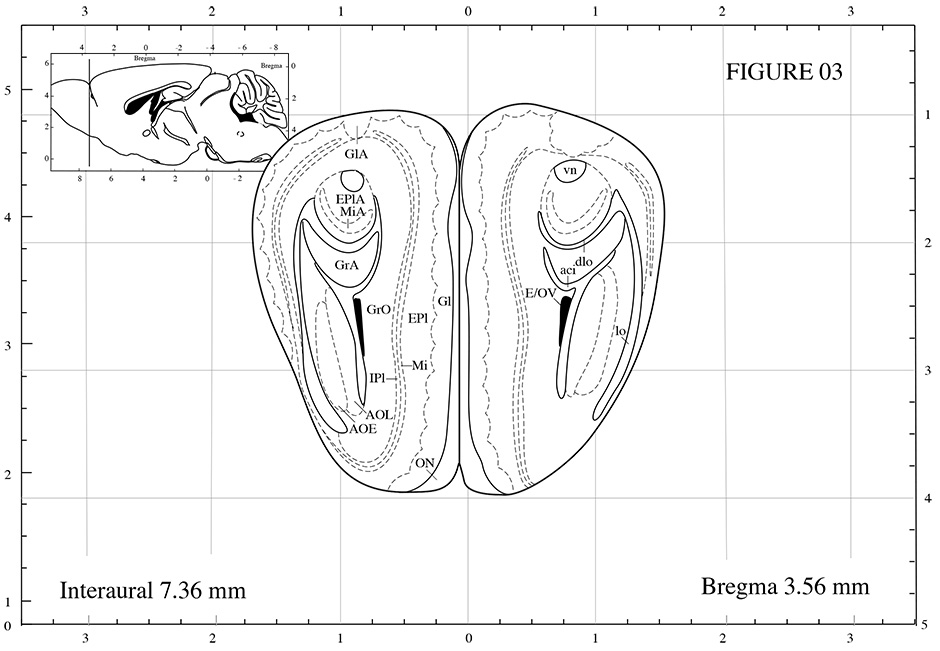 3 2 1 0 1 2 3
4 2 0 -2 -4 -6 -8
Bregma
Bregma 0
6
4
2
0
2
4
8 6 4 2 0 -2
FIGURE 03
5
4
3
2
1
0
1
2
3
4
5
GlA
EPlA
MiA
GrA
GrO
Gl
EPl
Mi
IPl
AOL
AOE
ON
vn
dlo
aci
E/OV
lo
Interaural 7.36 mm
Bregma 3.56 mm
3 2 1 0 1 2 3